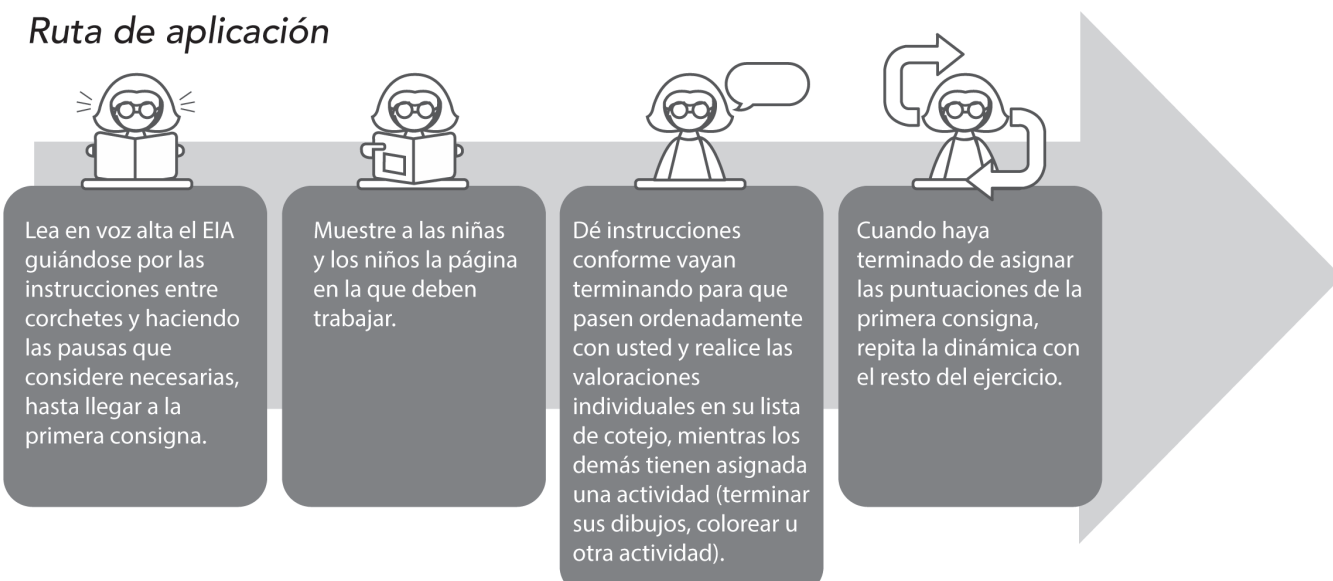 Ruta de aplicación
Lea en voz alta el EIA
guiándose por las
instrucciones entre
corchetes y haciendo
las pausas que
considere necesarias,
hasta llegar a la
primera consigna.
Muestre a las niñas
y los niños la página
en la que deben
trabajar.
Dé instrucciones
conforme vayan
terminando para que
pasen ordenadamente
con usted y realice las
valoraciones
individuales en su lista
de cotejo, mientras los
demás tienen asignada
una actividad (terminar
sus dibujos, colorear u
otra actividad).
Cuando haya
terminado de asignar
las puntuaciones de la
primera consigna,
repita la dinámica con
el resto del ejercicio.